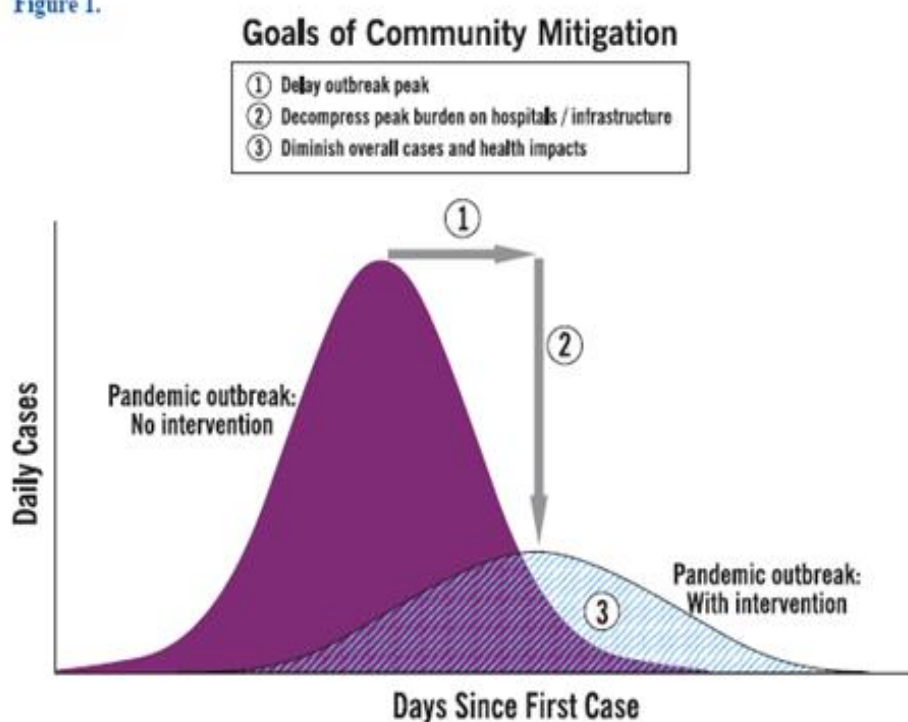 Figure 1.
Goals of Community Mitigation
① Delay outbreak peak
② Decompress peak burden on hospitals / infrastructure
③ Diminish overall cases and health impacts
①
②
Pandemic outbreak:
No intervention
Daily Cases
Pandemic outbreak:
With intervention
③
Days Since First Case